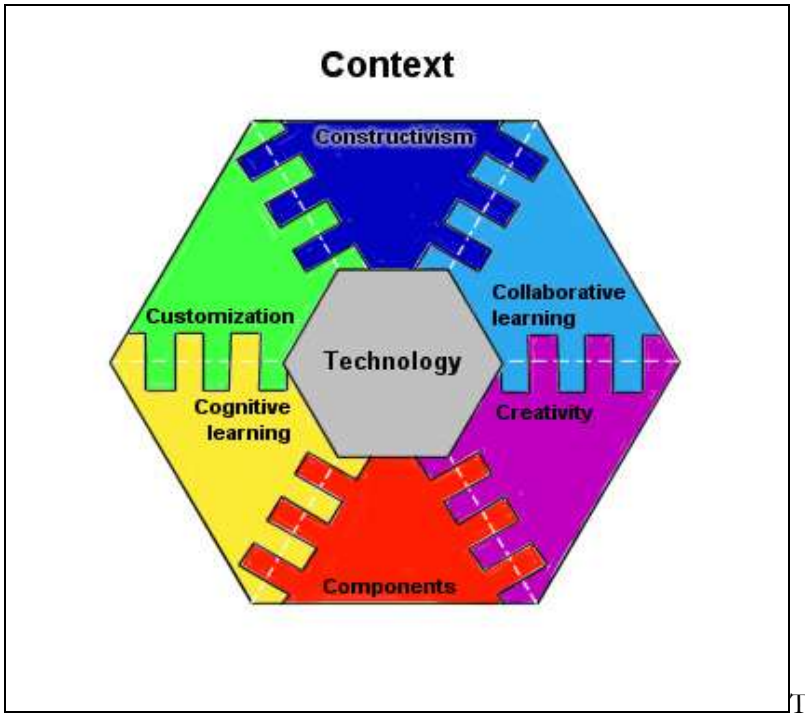 Context
Constructivism
Collaborative
learning
Customization
Technology
Cognitive
learning
Creativity
Components
T